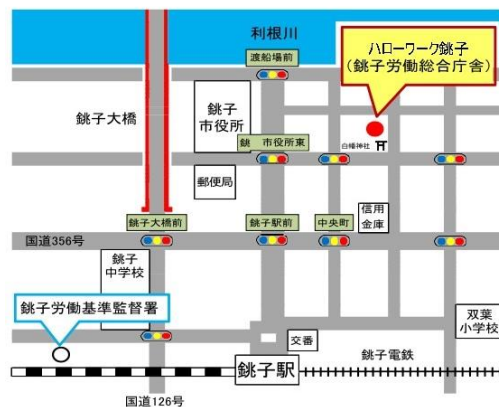 利根川
渡船場前
ハローワーク銚子
(銚子労働総合庁舎)
銚子大橋
銚子
市役所
白幡神社
銚 市役所東
郵便局
銚子大橋前
銚子駅前
中央町
信用
金庫
国道356号
銚子
中学校
銚子労働基準監督署
双葉
小学校
交番
銚子駅
銚子電鉄
国道126号